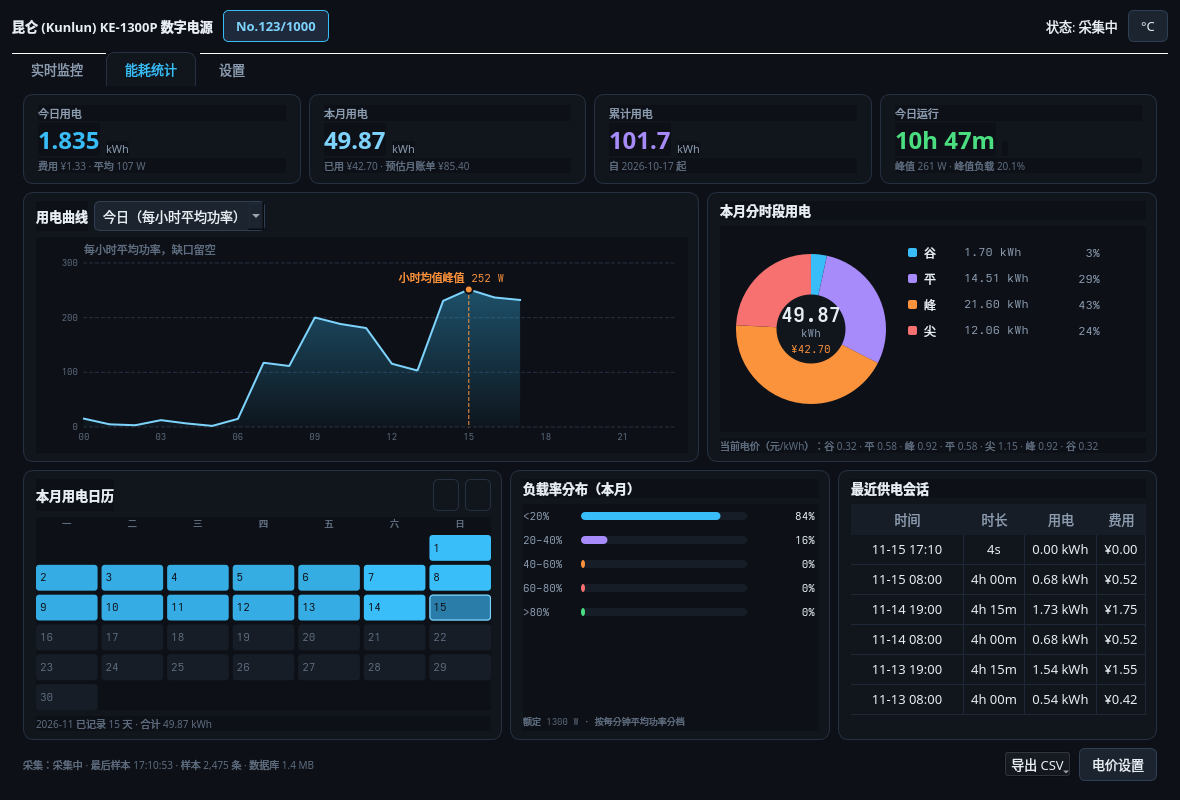 昆仑 (Kunlun) KE-1300P 数字电源 No.123/1000 状态: 采集中 °C
实时监控 能耗统计 设置
今日用电 本月用电 累计用电 今日运行
1.835 kWh 49.87 kWh 101.7 kWh 10h 47m
费用 ¥1.33 · 平均 107 W 已用 ¥42.70 · 预估月账单 ¥85.40 自 2026-10-17 起 峰值 261 W · 峰值负载 20.1%
用电曲线 今日（每小时平均功率）
每小时平均功率，缺口留空
300
小时均值峰值 252 W
200
100
0
00 03 06 09 12 15 18 21
本月分时段用电
谷 1.70 kWh 3%
平 14.51 kWh 29%
峰 21.60 kWh 43%
尖 12.06 kWh 24%
49.87
kWh
¥42.70
当前电价（元/kWh）：谷 0.32 · 平 0.58 · 峰 0.92 · 平 0.58 · 尖 1.15 · 峰 0.92 · 谷 0.32
本月用电日历
一 二 三 四 五 六 日
1
2 3 4 5 6 7 8
9 10 11 12 13 14 15
16 17 18 19 20 21 22
23 24 25 26 27 28 29
30
2026-11 已记录 15 天 · 合计 49.87 kWh
负载率分布（本月）
<20% 84%
20-40% 16%
40-60% 0%
60-80% 0%
>80% 0%
额定 1300 W · 按每分钟平均功率分档
最近供电会话
时间 时长 用电 费用
11-15 17:10 4s 0.00 kWh ¥0.00
11-15 08:00 4h 00m 0.68 kWh ¥0.52
11-14 19:00 4h 15m 1.73 kWh ¥1.75
11-14 08:00 4h 00m 0.68 kWh ¥0.52
11-13 19:00 4h 15m 1.54 kWh ¥1.55
11-13 08:00 4h 00m 0.54 kWh ¥0.42
采集：采集中 · 最后样本 17:10:53 · 样本 2,475 条 · 数据库 1.4 MB 导出 CSV 电价设置